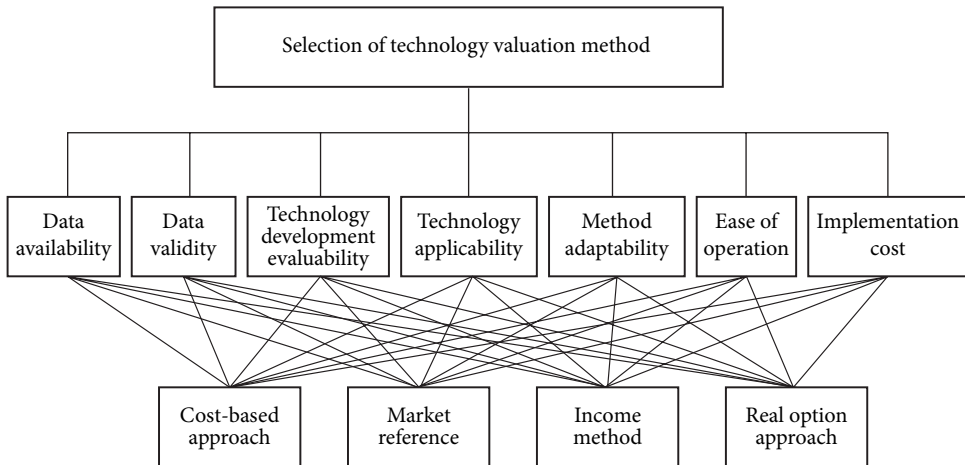 Selection of technology valuation method
Data
availability
Data
validity
Technology
development
evaluability
Technology
applicability
Method
adaptability
Ease of
operation
Implementation
cost
Cost-based
approach
Market
reference
Income
method
Real option
approach